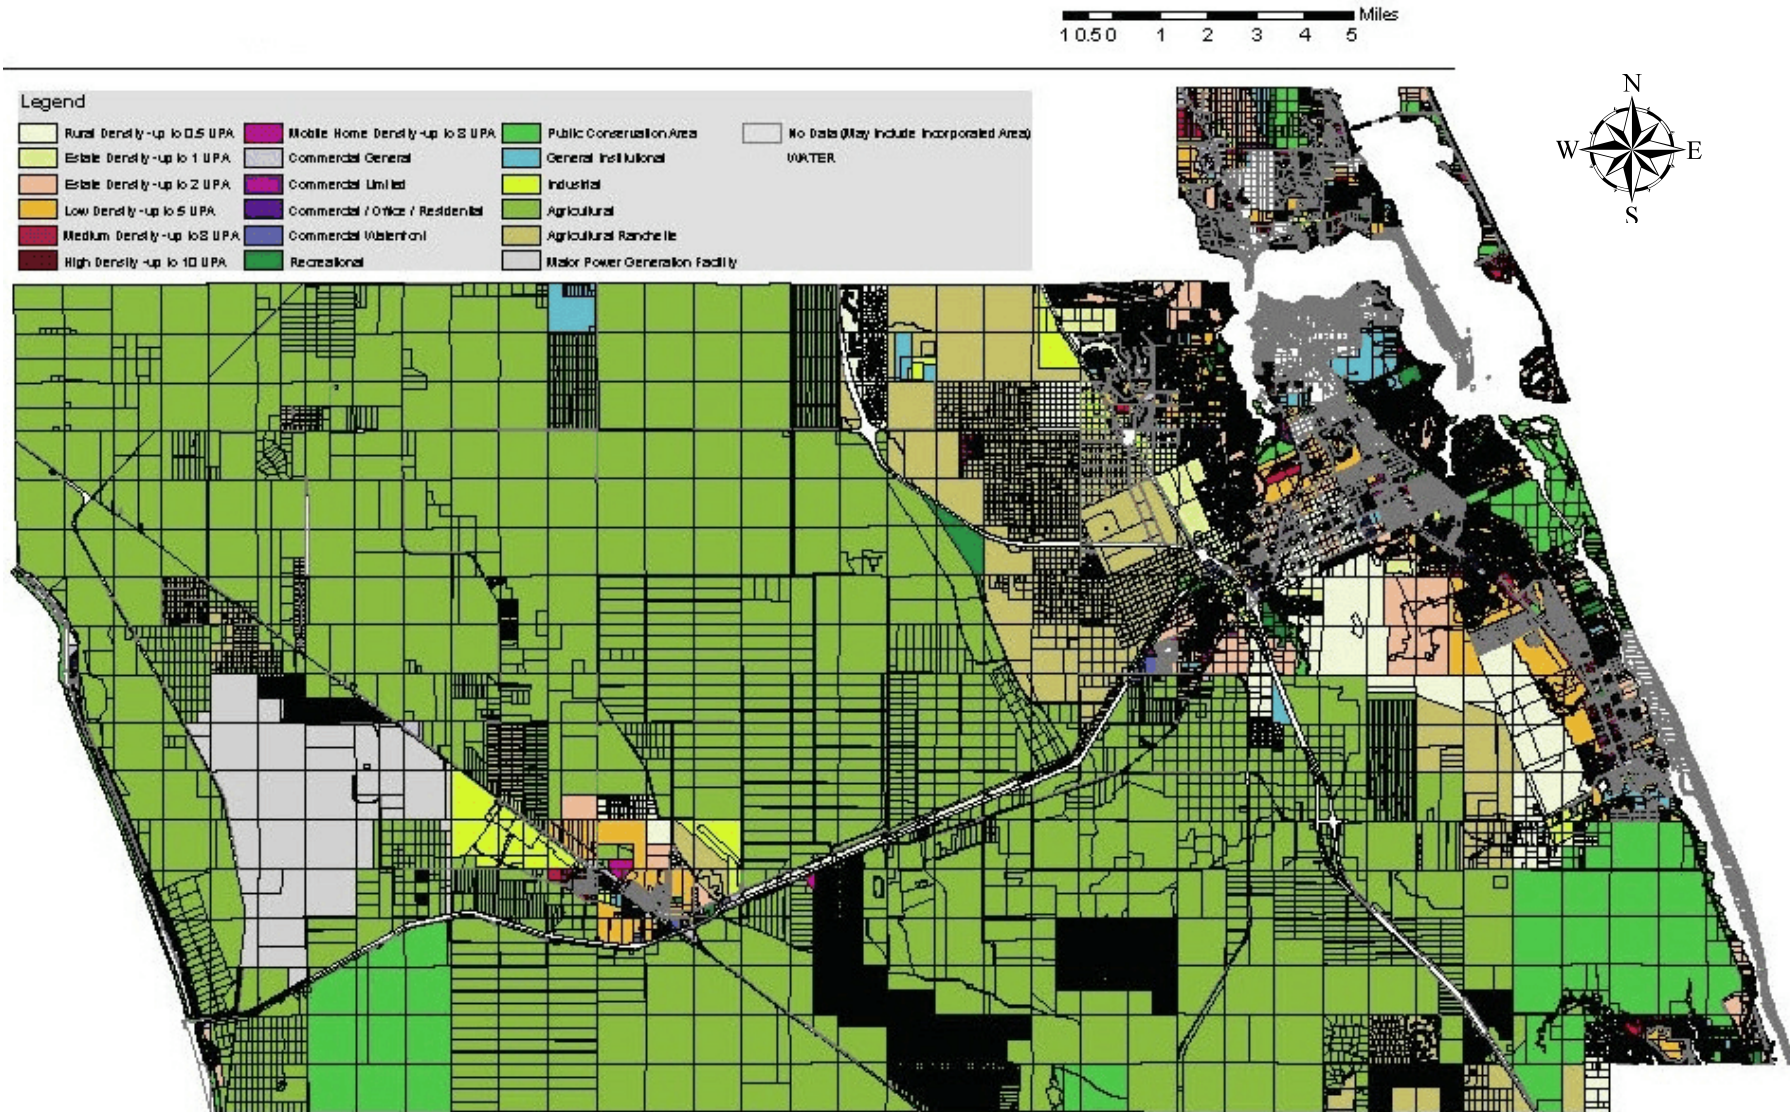 Miles
1 0.5 0 1 2 3 4 5
N
W E
S
Legend
Rural Density - up to 0.5 UPA
Estate Density - up to 1 UPA
Estate Density - up to 2 UPA
Low Density - up to 5 UPA
Medium Density - up to 8 UPA
High Density - up to 10 UPA
Mobile Home Density - up to 8 UPA
Commercial General
Commercial Limited
Commercial / Office / Residential
Commercial Waterfront
Recreational
Public Conservation Area
General Institutional
Industrial
Agricultural
Agricultural Ranchette
Major Power Generation Facility
No Data (May Include Incorporated Area)
WATER